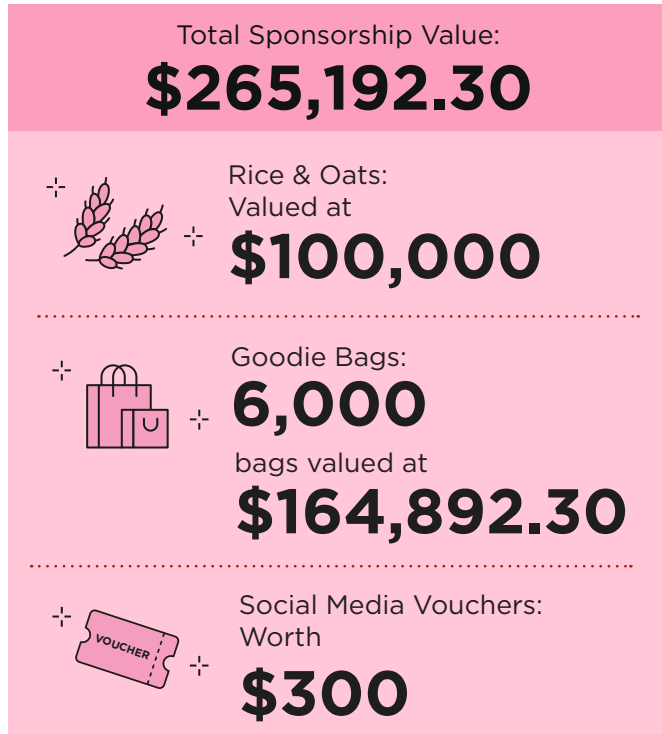 Total Sponsorship Value:
$265,192.30
Rice & Oats:
Valued at
$100,000
Goodie Bags:
6,000
bags valued at
$164,892.30
VOUCHER
Social Media Vouchers:
Worth
$300